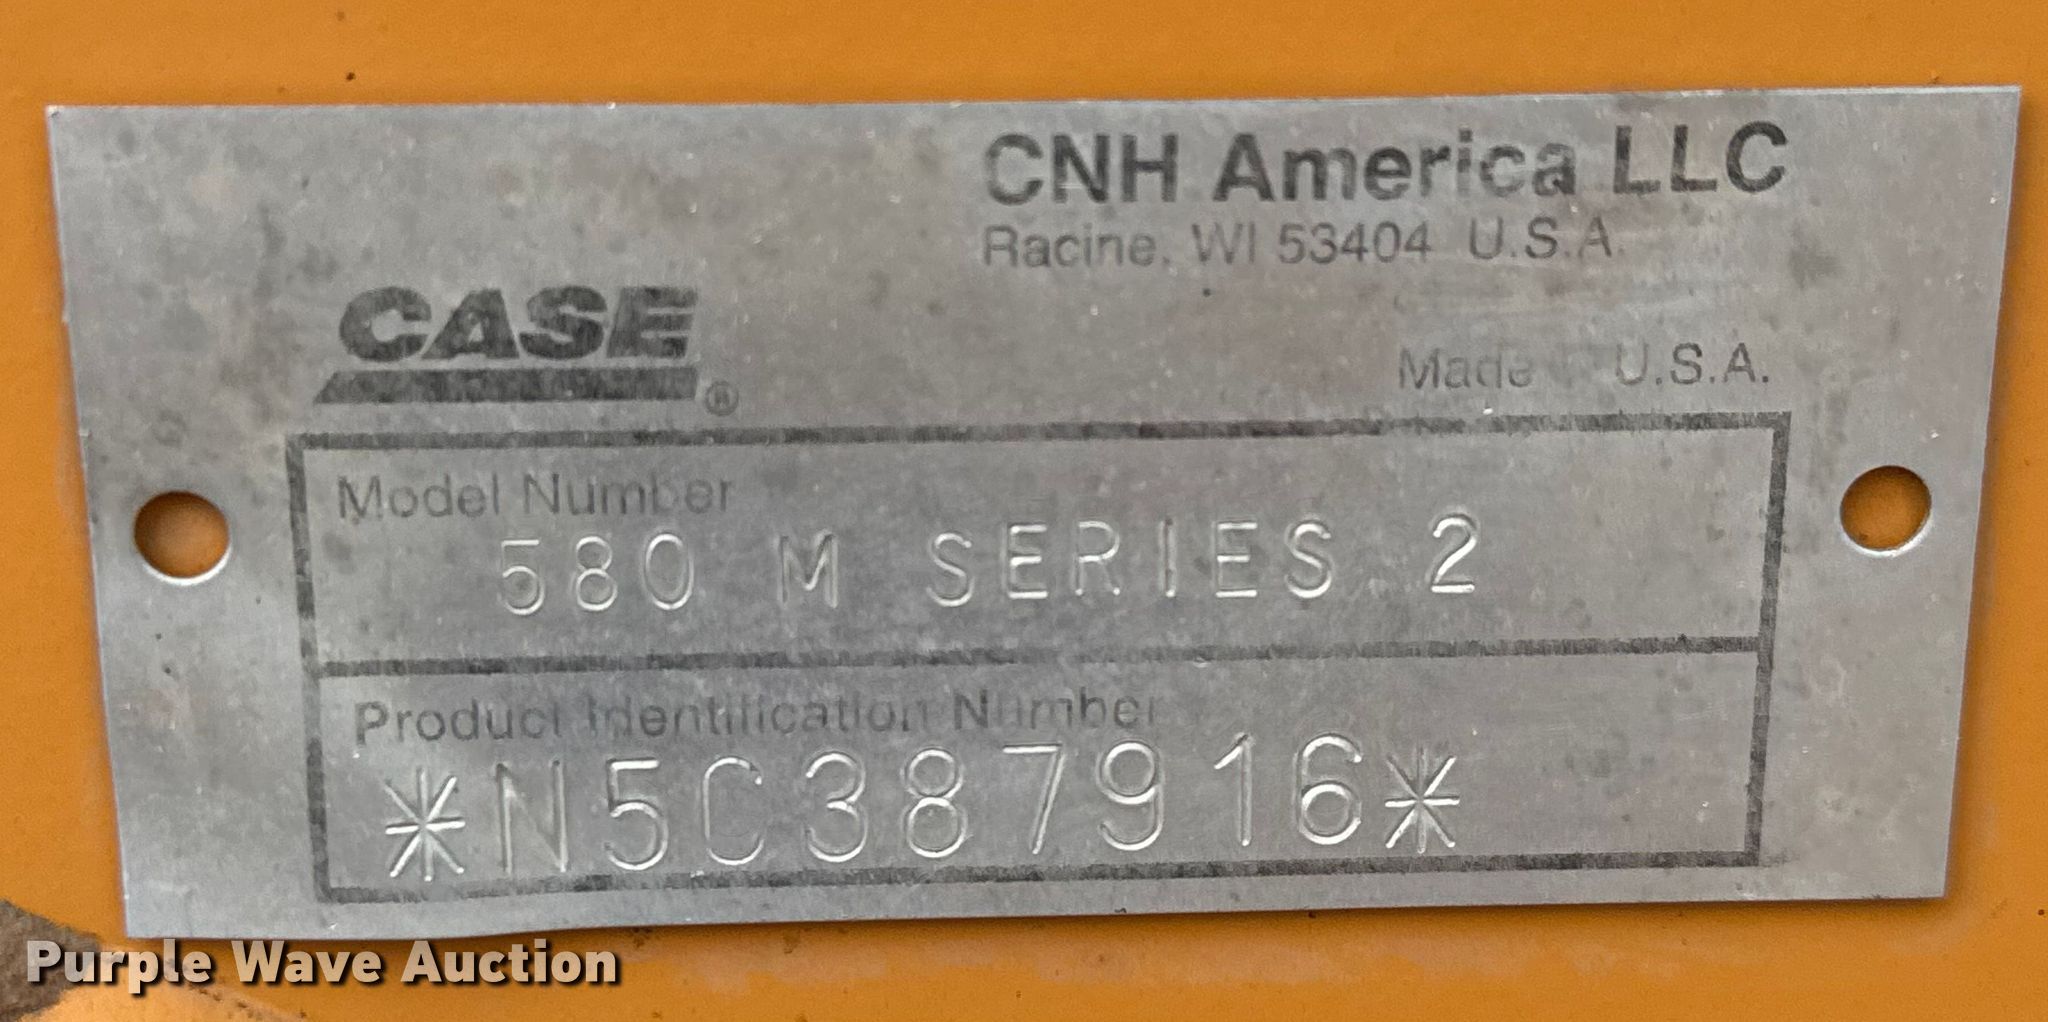 CNH America LLC
Racine, WI 53404 U.S.A.
CASE®
Made U.S.A.
Model Number
580 M SERIES 2
Product Identification Number
*N5C387916*
Purple Wave Auction